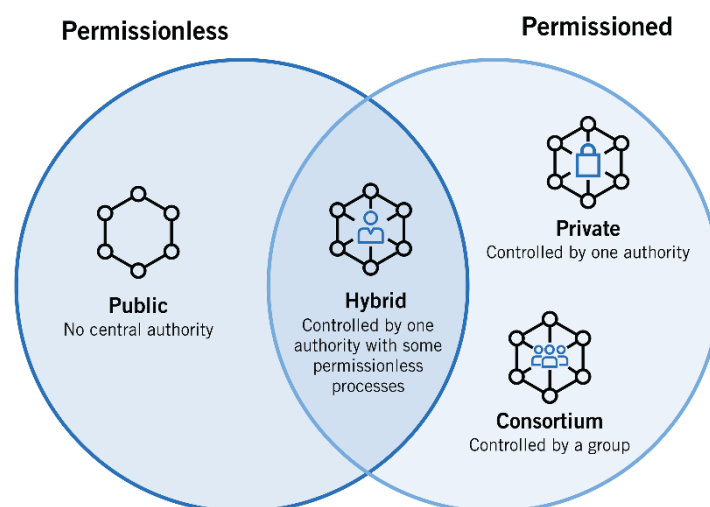 Permissionless
Permissioned
Public
No central authority
Hybrid
Controlled by one
authority with some
permissionless
processes
Private
Controlled by one authority
Consortium
Controlled by a group